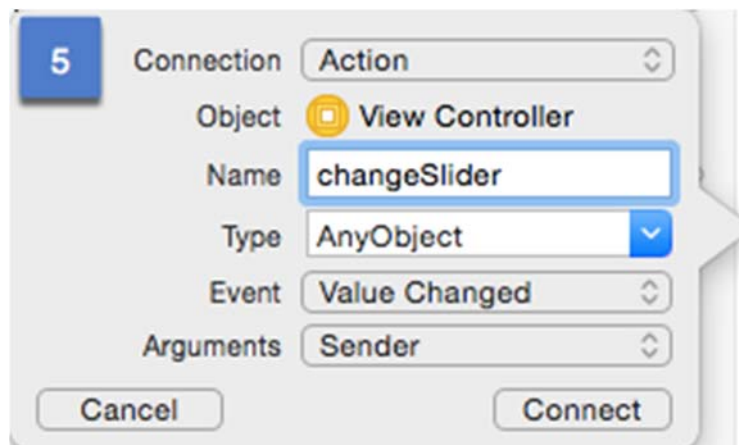 5
Connection Action
Object View Controller
Name changeSlider
Type AnyObject
Event Value Changed
Arguments Sender
Cancel Connect